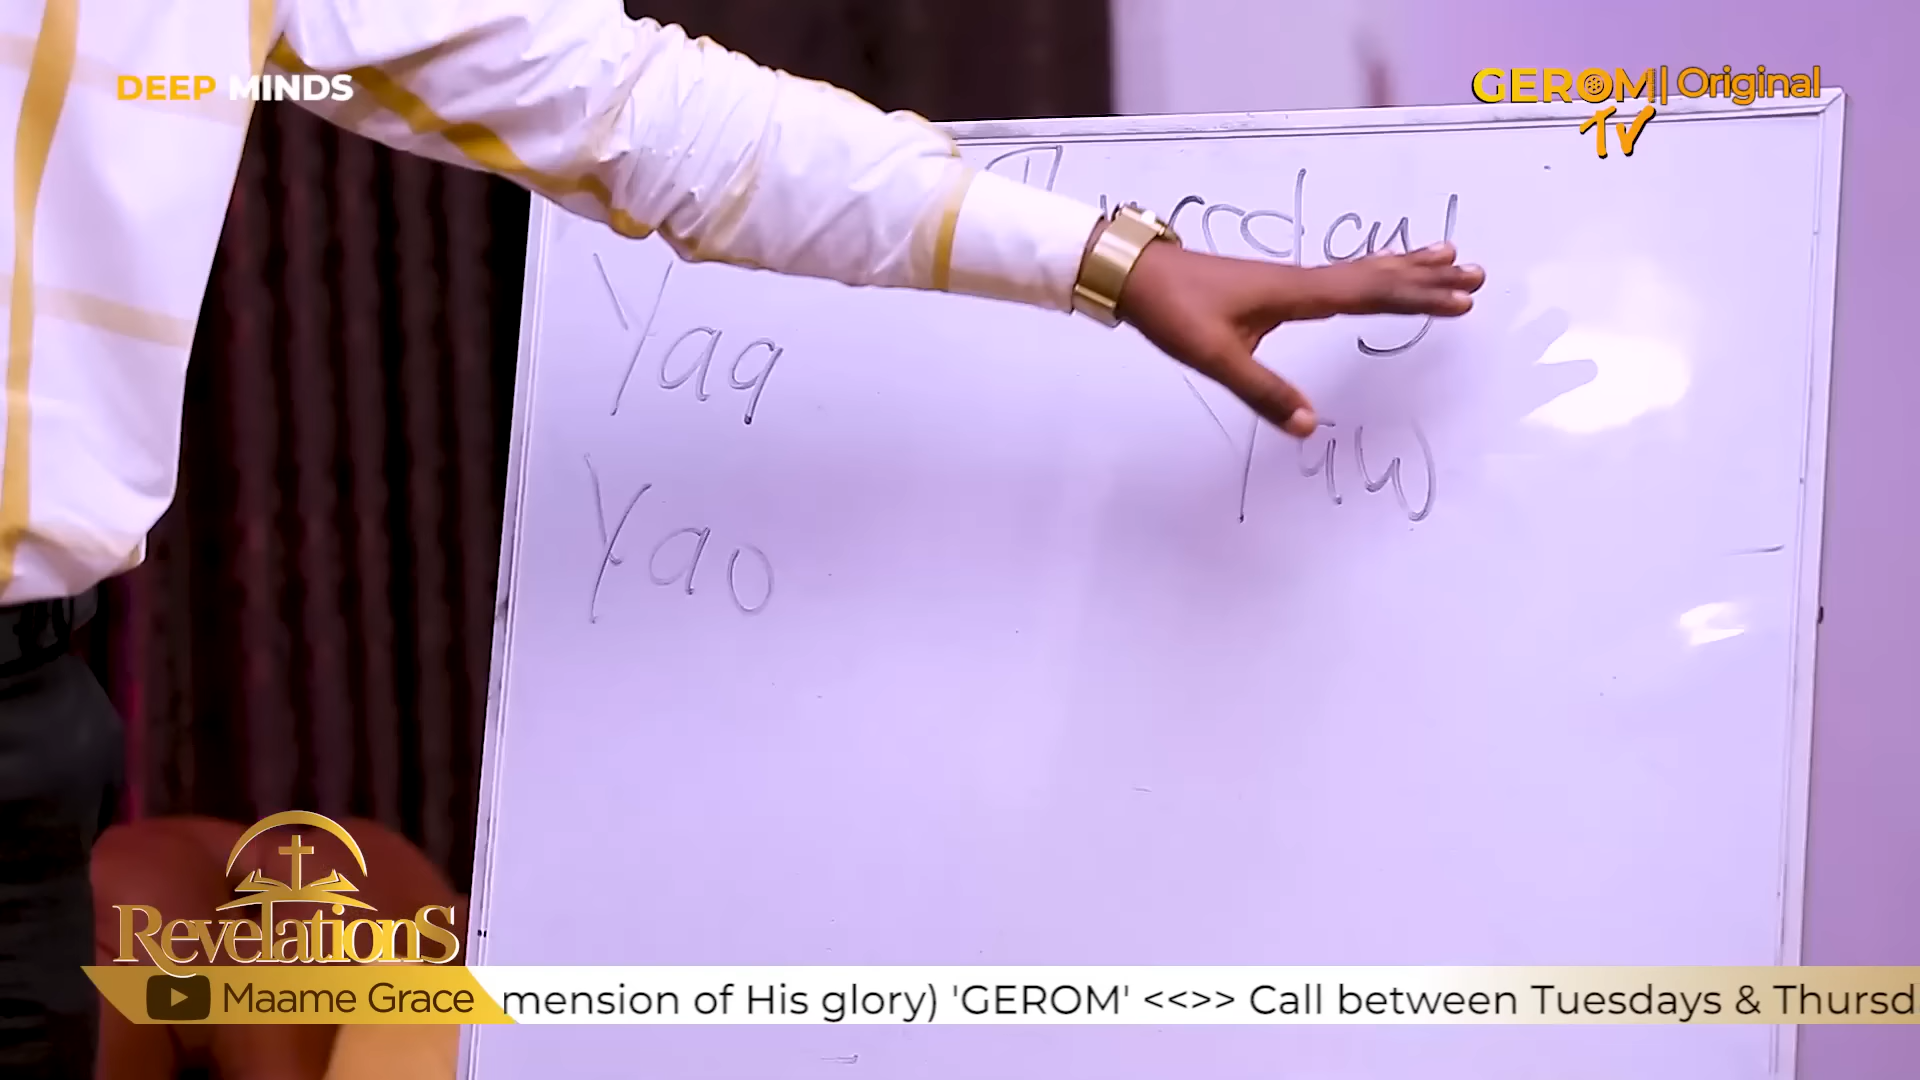 DEEP MINDS
GEROM | Original
TV
Yaa
Yaw
Yao
Revelations
Maame Grace
mension of His glory) 'GEROM' <<>> Call between Tuesdays & Thursd